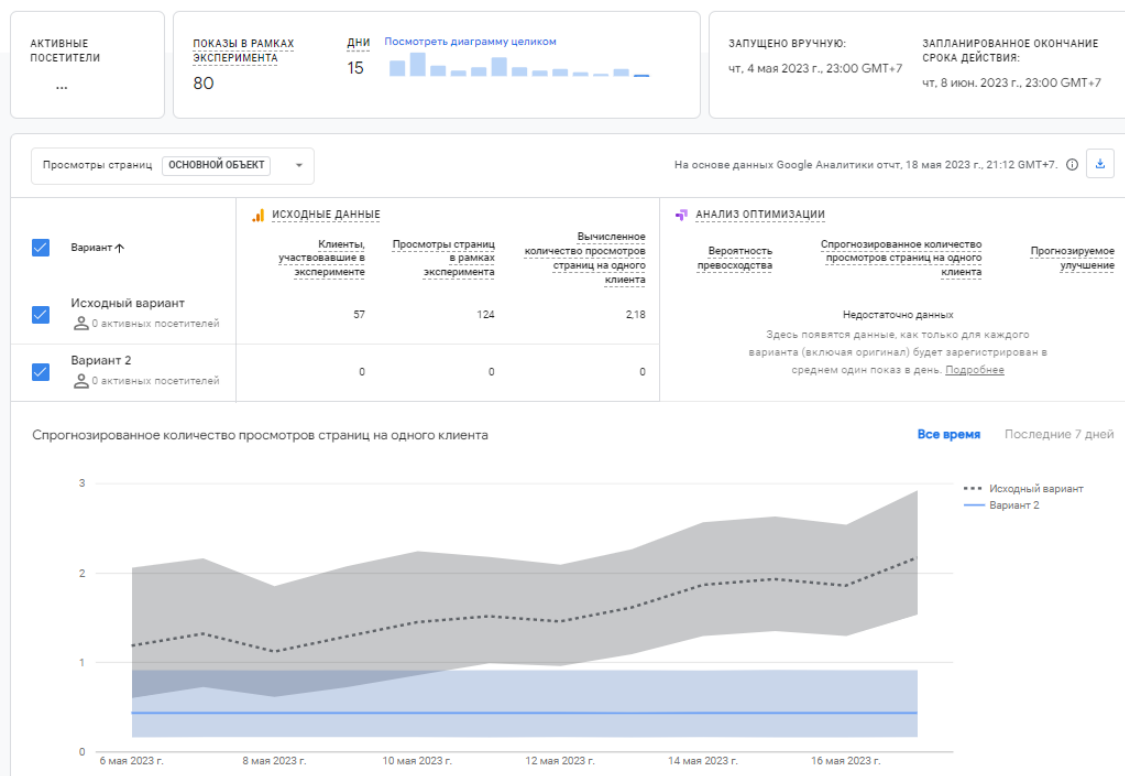 АКТИВНЫЕ
ПОСЕТИТЕЛИ
...
ПОКАЗЫ В РАМКАХ
ЭКСПЕРИМЕНТА
80
ДНИ
15
Посмотреть диаграмму целиком
ЗАПУЩЕНО ВРУЧНУЮ:
чт, 4 мая 2023 г., 23:00 GMT+7
ЗАПЛАНИРОВАННОЕ ОКОНЧАНИЕ
СРОКА ДЕЙСТВИЯ:
чт, 8 июн. 2023 г., 23:00 GMT+7
Просмотры страниц ОСНОВНОЙ ОБЪЕКТ
На основе данных Google Аналитики отчт, 18 мая 2023 г., 21:12 GMT+7.
ИСХОДНЫЕ ДАННЫЕ
АНАЛИЗ ОПТИМИЗАЦИИ
Вариант
Клиенты,
участвовавшие в
эксперименте
Просмотры страниц
в рамках
эксперимента
Вычисленное
количество просмотров
страниц на одного
клиента
Вероятность
превосходства
Спрогнозированное количество
просмотров страниц на одного
клиента
Прогнозируемое
улучшение
Исходный вариант
0 активных посетителей
57
124
2,18
Вариант 2
0 активных посетителей
0
0
0
Недостаточно данных
Здесь появятся данные, как только для каждого
варианта (включая оригинал) будет зарегистрирован в
среднем один показ в день. Подробнее
Спрогнозированное количество просмотров страниц на одного клиента
Все время
Последние 7 дней
3
2
1
0
6 мая 2023 г.
8 мая 2023 г.
10 мая 2023 г.
12 мая 2023 г.
14 мая 2023 г.
16 мая 2023 г.
Исходный вариант
Вариант 2